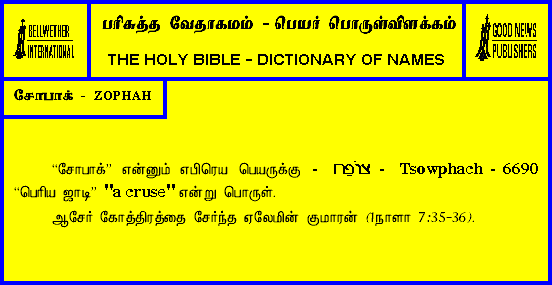 BELLWETHER
INTERNATIONAL
பரிசுத்த வேதாகமம் - பெயர் பொருள்விளக்கம்
THE HOLY BIBLE - DICTIONARY OF NAMES
GOOD NEWS
PUBLISHERS
சோபாக் - ZOPHAH
“சோபாக்” என்னும் எபிரெய பெயருக்கு - צוֹפַח - Tsowphach - 6690
“பெரிய ஜாடி” "a cruse" என்று பொருள்.
ஆசேர் கோத்திரத்தை சேர்ந்த ஏலேமின் குமாரன் (1நாளா 7:35-36).